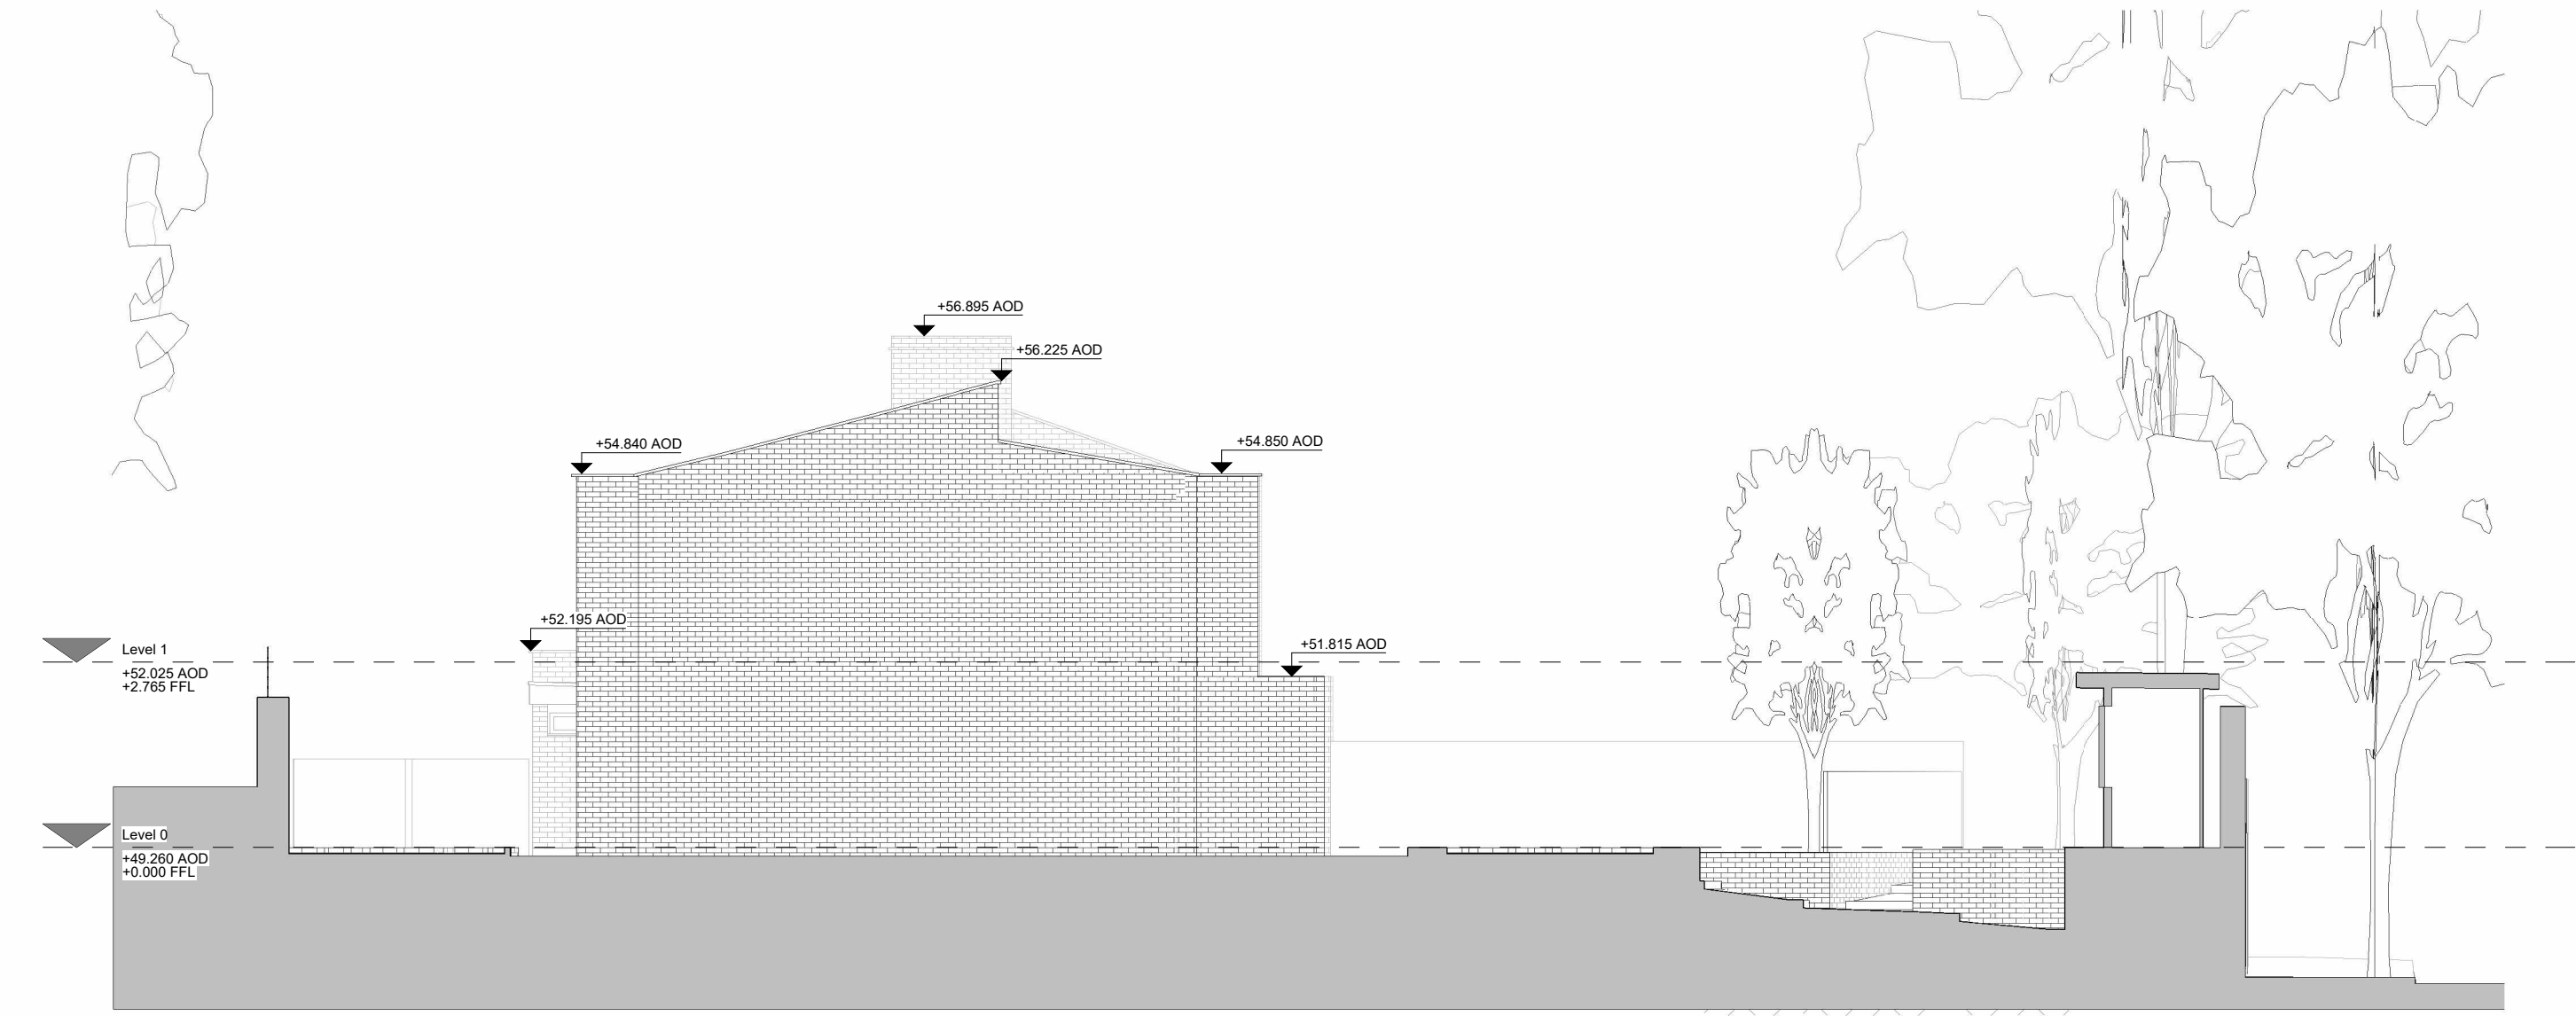 +56.895 AOD
+56.225 AOD
+54.840 AOD
+54.850 AOD
+52.195 AOD
+51.815 AOD
Level 1
+52.025 AOD
+2.765 FFL
Level 0
+49.260 AOD
+0.000 FFL